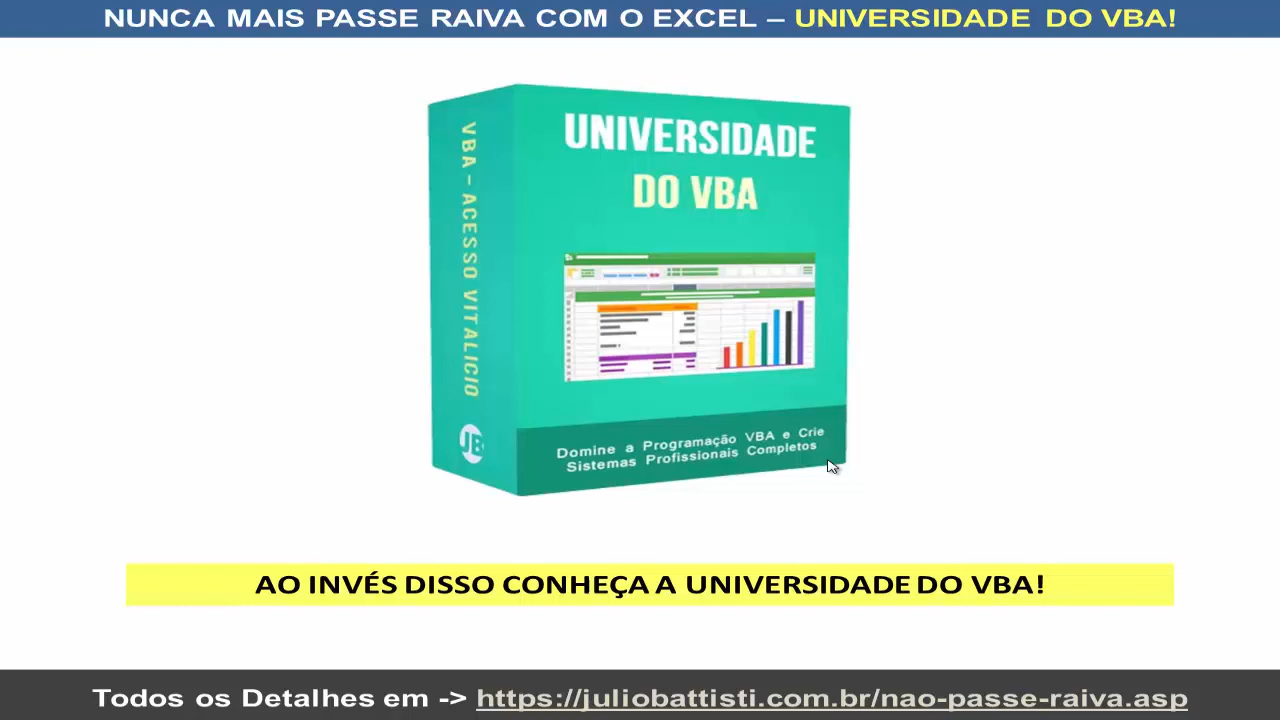 NUNCA MAIS PASSE RAIVA COM O EXCEL – UNIVERSIDADE DO VBA!
VBA – ACESSO VITALICIO
JB
UNIVERSIDADE
DO VBA
Domine a Programação VBA e Crie
Sistemas Profissionais Completos
AO INVÉS DISSO CONHEÇA A UNIVERSIDADE DO VBA!
Todos os Detalhes em -> https://juliobattisti.com.br/nao-passe-raiva.asp